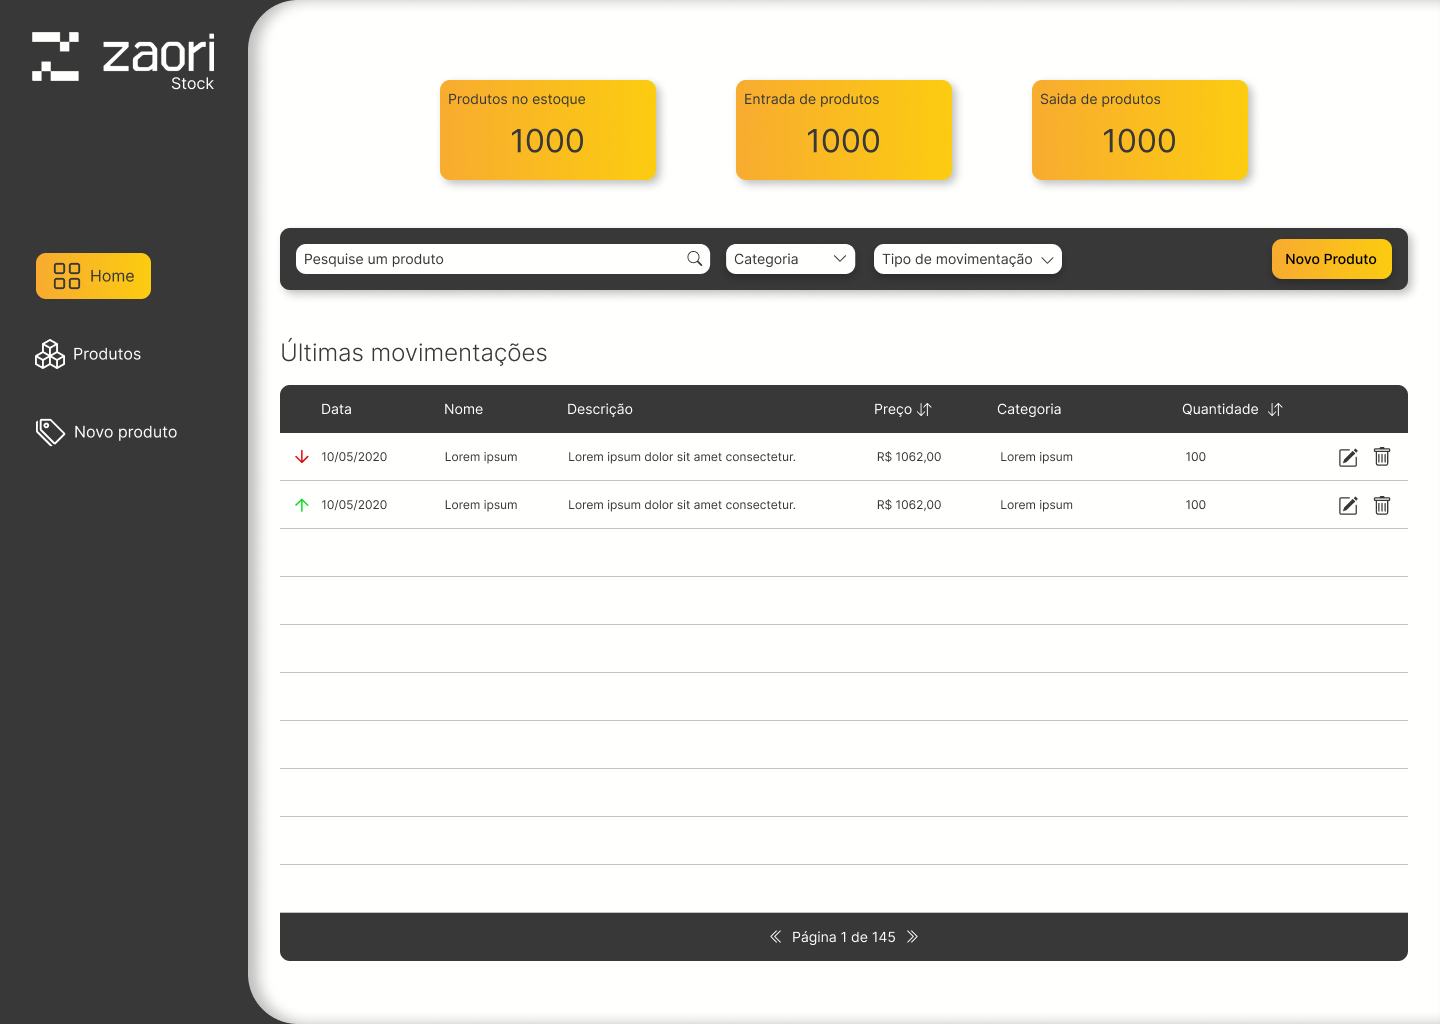 zaori
Stock
Home
Produtos
Novo produto
Produtos no estoque
1000
Entrada de produtos
1000
Saida de produtos
1000
Pesquise um produto
Categoria
Tipo de movimentação
Novo Produto
Últimas movimentações
Data Nome Descrição Preço Categoria Quantidade
10/05/2020 Lorem ipsum Lorem ipsum dolor sit amet consectetur. R$ 1062,00 Lorem ipsum 100
10/05/2020 Lorem ipsum Lorem ipsum dolor sit amet consectetur. R$ 1062,00 Lorem ipsum 100
Página 1 de 145